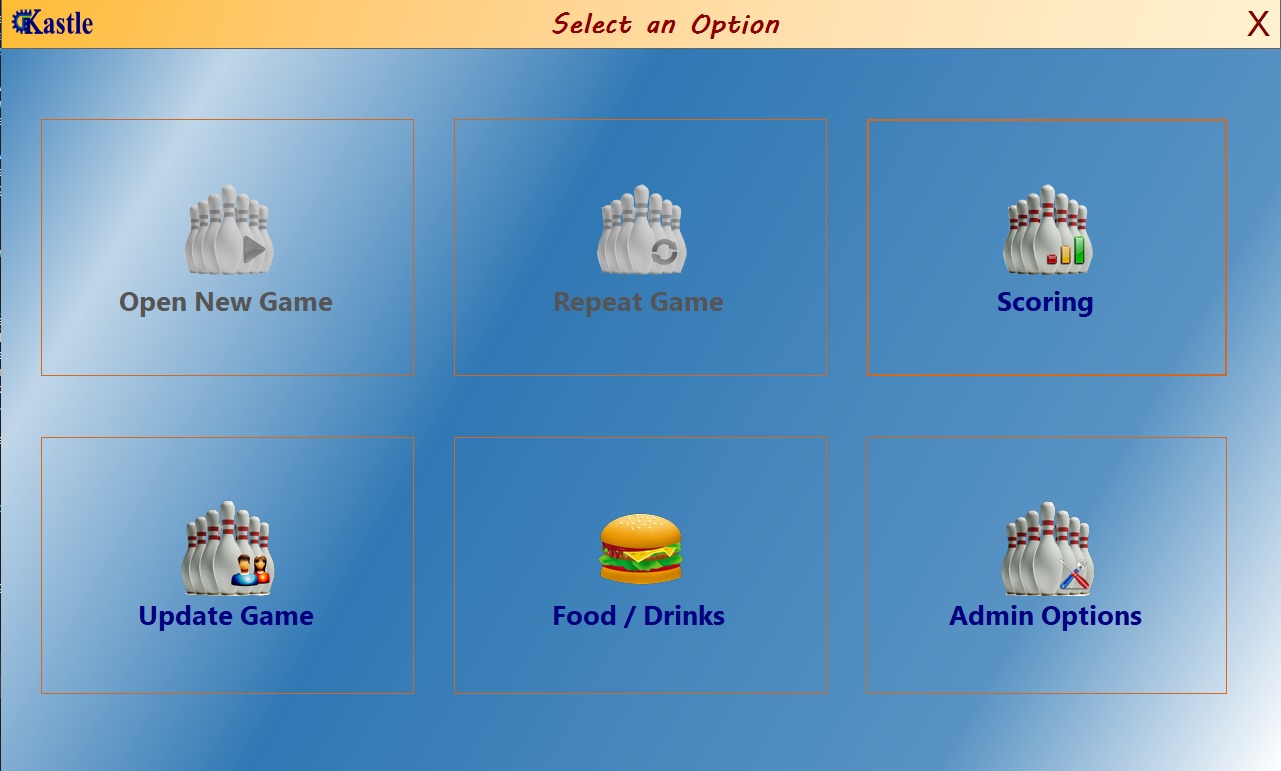 Kastle
Select an Option
X
Open New Game
Repeat Game
Scoring
Update Game
Food / Drinks
Admin Options